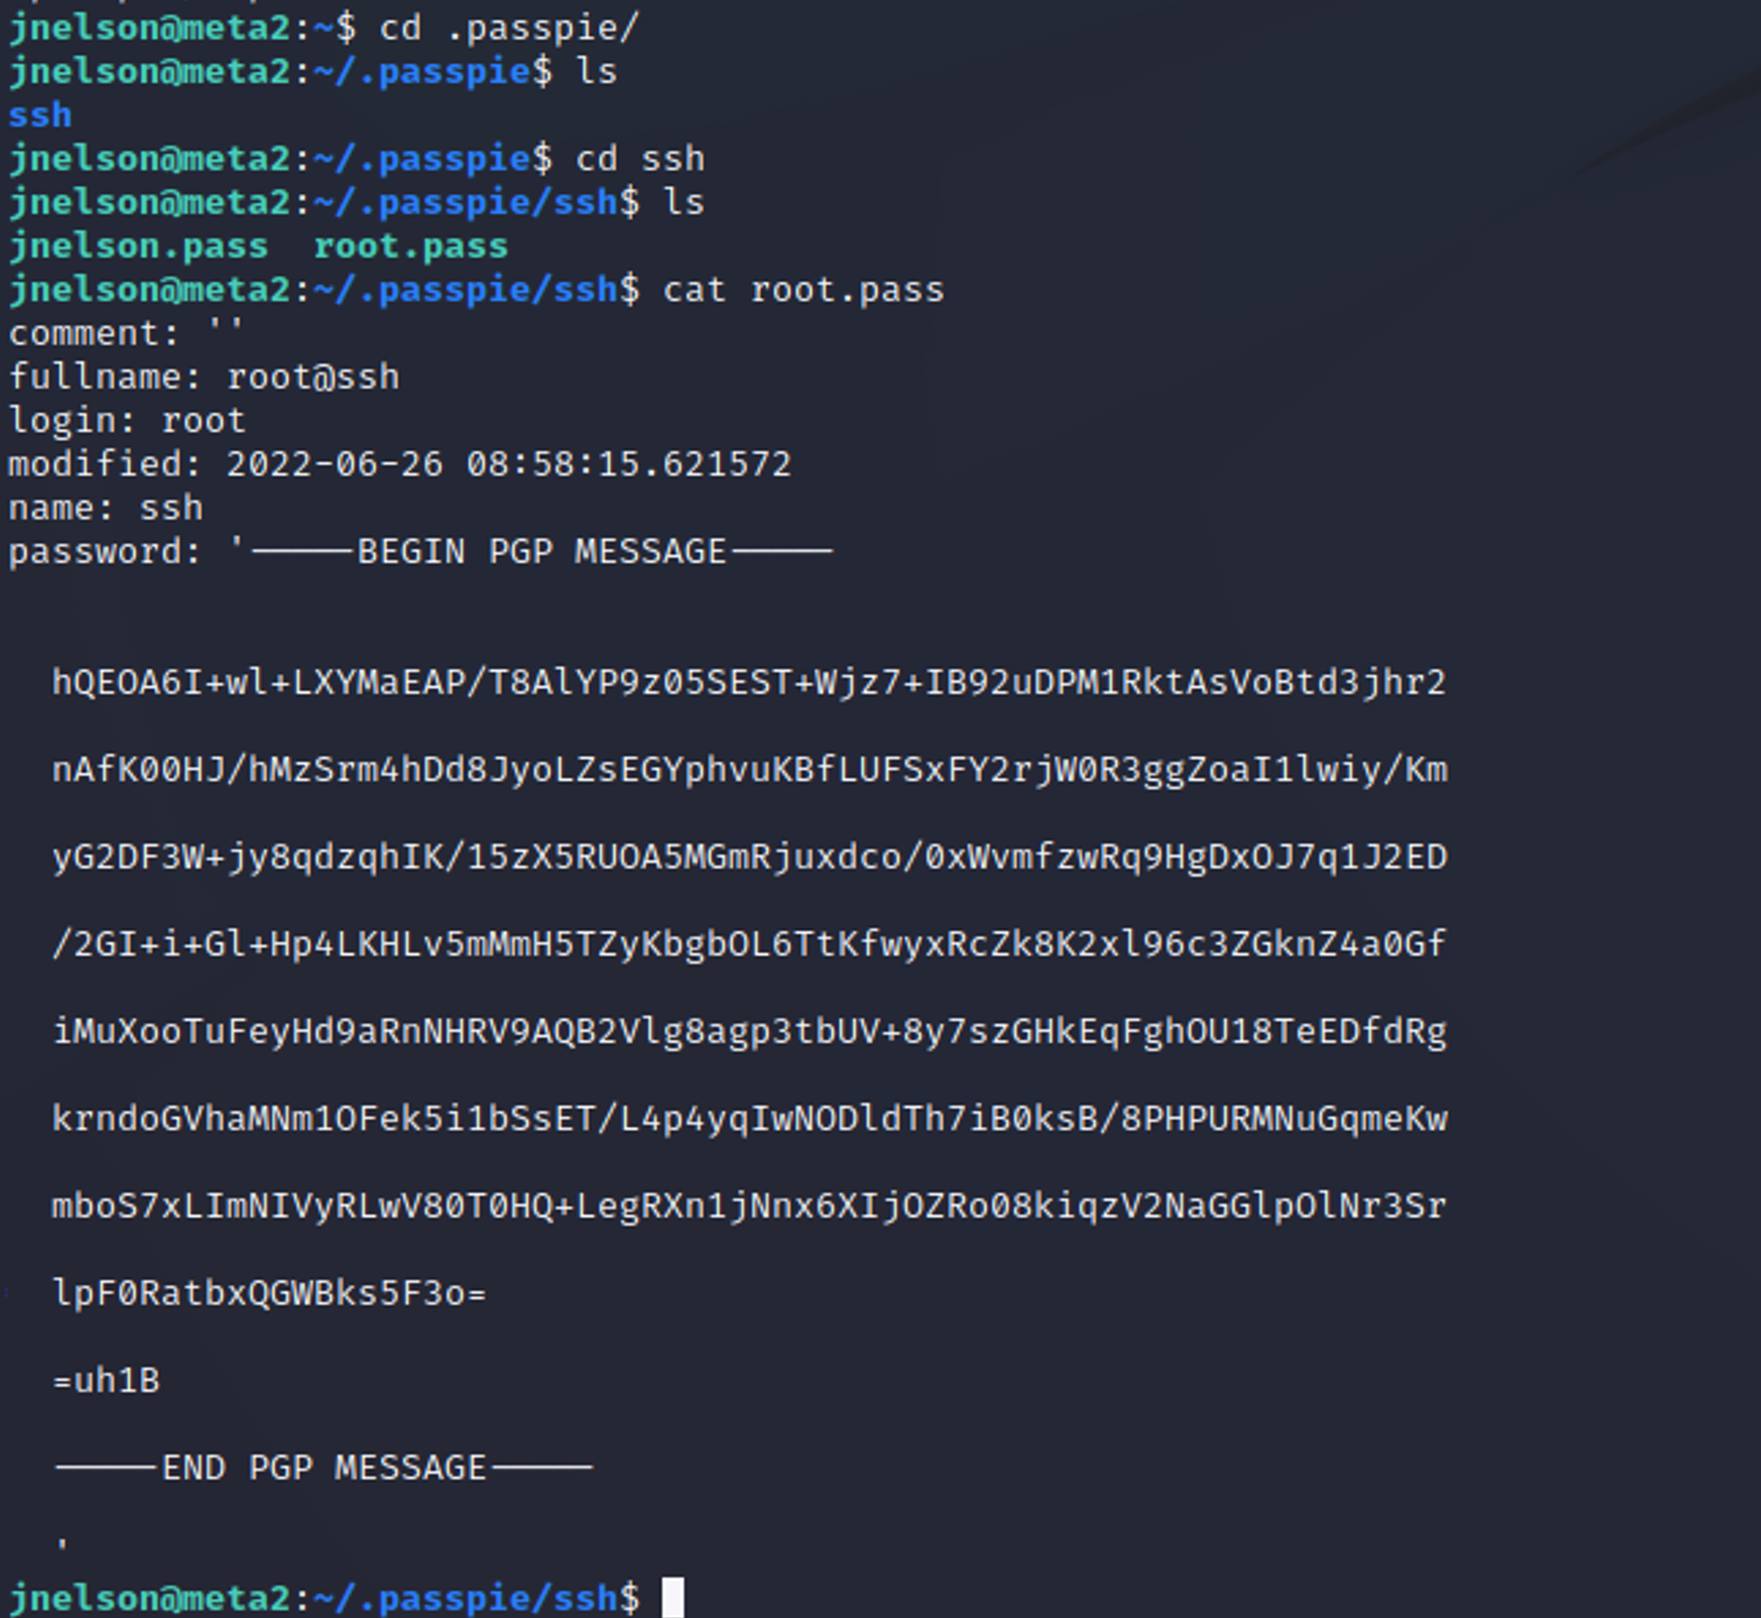 jnelson@meta2:~$ cd .passpie/
jnelson@meta2:~/.passpie$ ls
ssh
jnelson@meta2:~/.passpie$ cd ssh
jnelson@meta2:~/.passpie/ssh$ ls
jnelson.pass  root.pass
jnelson@meta2:~/.passpie/ssh$ cat root.pass
comment: ''
fullname: root@ssh
login: root
modified: 2022-06-26 08:58:15.621572
name: ssh
password: '-----BEGIN PGP MESSAGE-----
hQEOA6I+wl+LXYMaEAP/T8AlYP9z05SEST+Wjz7+IB92uDPM1RktAsVoBtd3jhr2
nAfK00HJ/hMzSrm4hDd8JyoLZsEGYphvuKBfLUFSxFY2rjW0R3ggZoaI1lwiy/Km
yG2DF3W+jy8qdzqhIK/15zX5RUOA5MGmRjuxdco/0xWvmfzwRq9HgDxOJ7q1J2ED
/2GI+i+Gl+Hp4LKHLv5mMmH5TZyKbgbOL6TtKfwyxRcZk8K2xl96c3ZGknZ4a0Gf
iMuXooTuFeyHd9aRnNHRV9AQB2Vlg8agp3tbUV+8y7szGHkEqFghOU18TeEDfdRg
krndoGVhaMNm1OFek5i1bSsET/L4p4yqIwNODldTh7iB0ksB/8PHPURMNuGqmeKw
mboS7xLImNIVyRLwV80T0HQ+LegRXn1jNnx6XIjOZRo08kiqzV2NaGGlpOlNr3Sr
lpF0RatbxQGWBks5F3o=
=uh1B
-----END PGP MESSAGE-----
'
jnelson@meta2:~/.passpie/ssh$